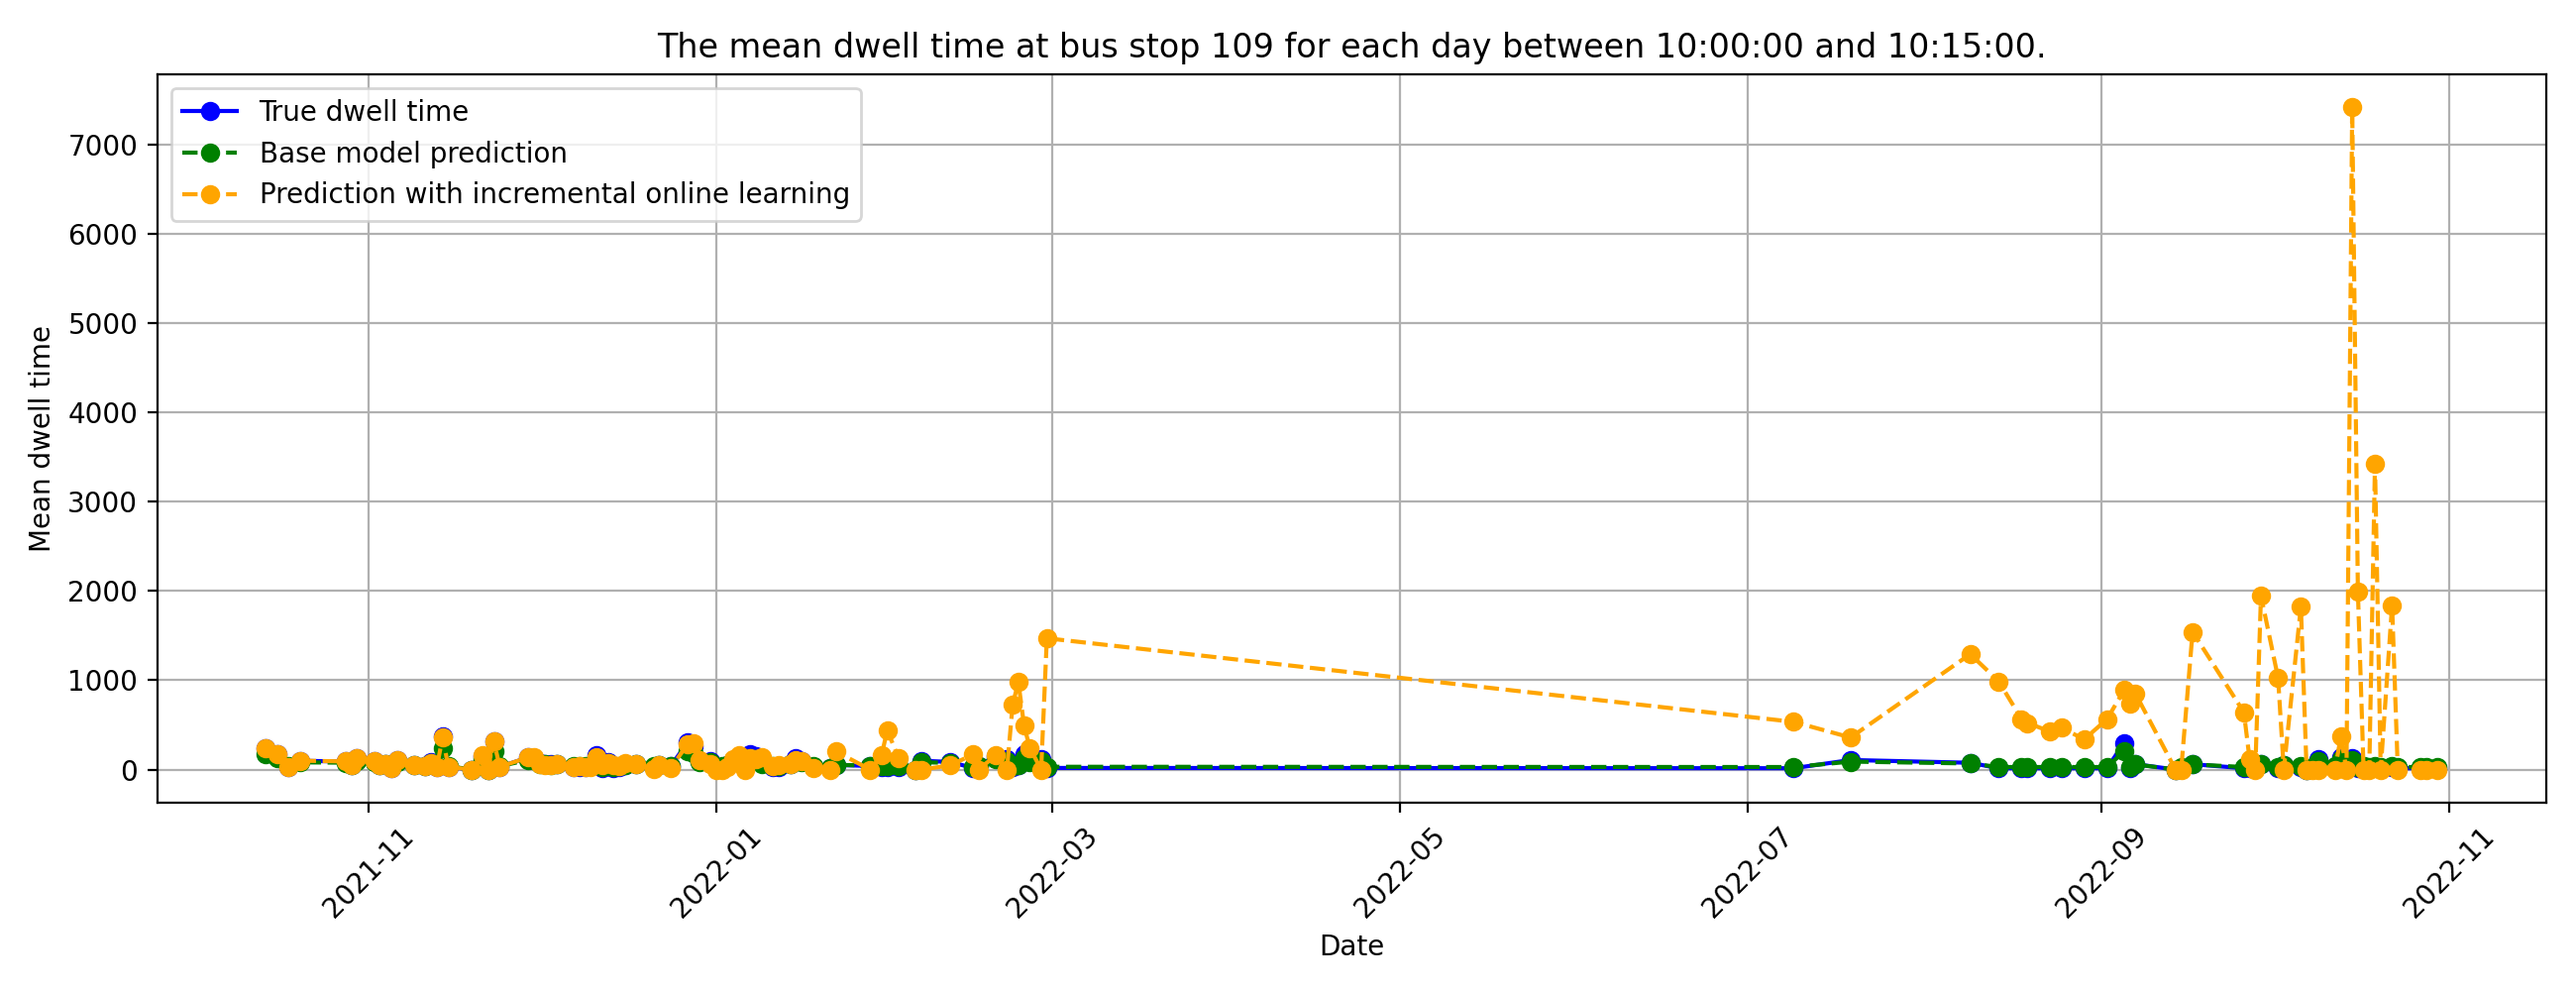 The mean dwell time at bus stop 109 for each day between 10:00:00 and 10:15:00.
True dwell time
Base model prediction
Prediction with incremental online learning
Mean dwell time
7000
6000
5000
4000
3000
2000
1000
0
2021-11
2022-01
2022-03
2022-05
2022-07
2022-09
2022-11
Date